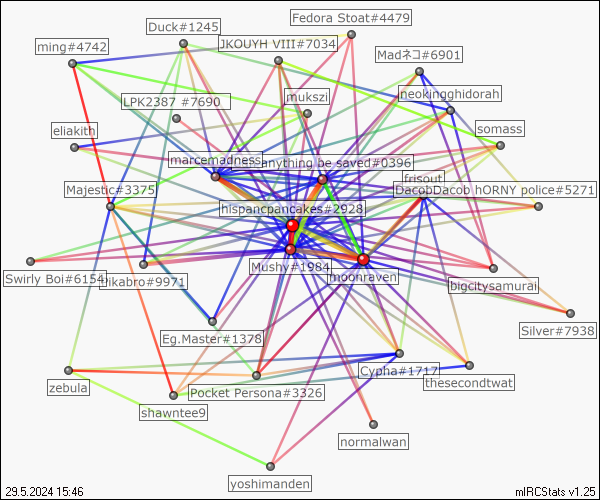 Fedora Stoat#4479
Duck#1245
ming#4742
JKOUYH VIII#7034
Madネコ#6901
neokingghidorah
LPK2387 #7690
mukszi
eliakith
somass
marcemadness
anything be saved#0396
frisout
Majestic#3375
DacobDacob
hORNY police#5271
hispancpancakes#2928
Mushy#1984
moonraven
Swirly Boi#6154
bigcitysamurai
Silver#7938
Eg.Master#1378
Cypha#1717
zebula
Pocket Persona#3326
thesecondtwat
shawntee9
normalwan
yoshimanden
29.5.2024 15:46
mIRCStats v1.25